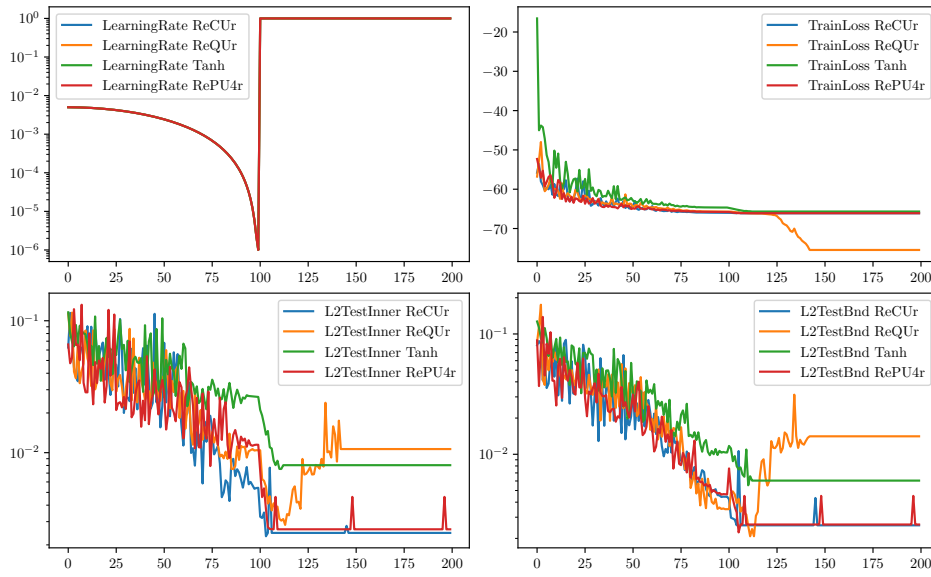 10^0
10^{-1}
10^{-2}
10^{-3}
10^{-4}
10^{-5}
10^{-6}
LearningRate ReCUr
LearningRate ReQUr
LearningRate Tanh
LearningRate RePU4r
0 25 50 75 100 125 150 175 200
−20
−30
−40
−50
−60
−70
TrainLoss ReCUr
TrainLoss ReQUr
TrainLoss Tanh
TrainLoss RePU4r
0 25 50 75 100 125 150 175 200
10^{-1}
10^{-2}
L2TestInner ReCUr
L2TestInner ReQUr
L2TestInner Tanh
L2TestInner RePU4r
0 25 50 75 100 125 150 175 200
10^{-1}
10^{-2}
L2TestBnd ReCUr
L2TestBnd ReQUr
L2TestBnd Tanh
L2TestBnd RePU4r
0 25 50 75 100 125 150 175 200